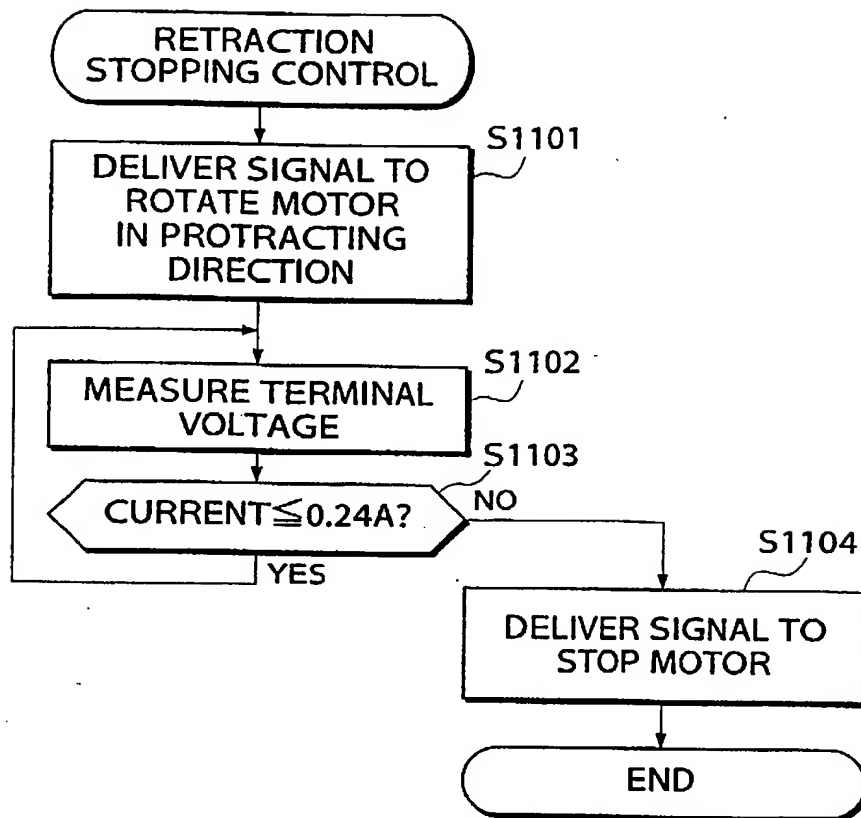 RETRACTION
STOPPING CONTROL
S1101
DELIVER SIGNAL TO
ROTATE MOTOR
IN PROTRACTING
DIRECTION
S1102
MEASURE TERMINAL
VOLTAGE
S1103
CURRENT≦0.24A?
NO
YES
S1104
DELIVER SIGNAL TO
STOP MOTOR
END